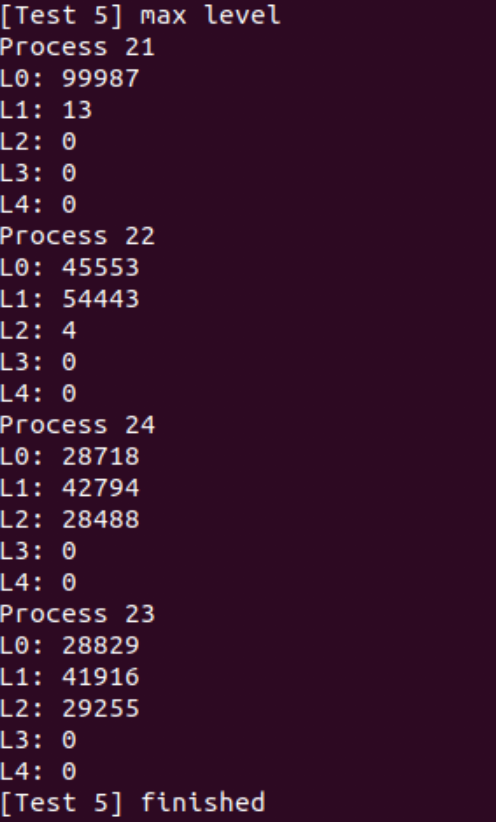 [Test 5] max level
Process 21
L0: 99987
L1: 13
L2: 0
L3: 0
L4: 0
Process 22
L0: 45553
L1: 54443
L2: 4
L3: 0
L4: 0
Process 24
L0: 28718
L1: 42794
L2: 28488
L3: 0
L4: 0
Process 23
L0: 28829
L1: 41916
L2: 29255
L3: 0
L4: 0
[Test 5] finished